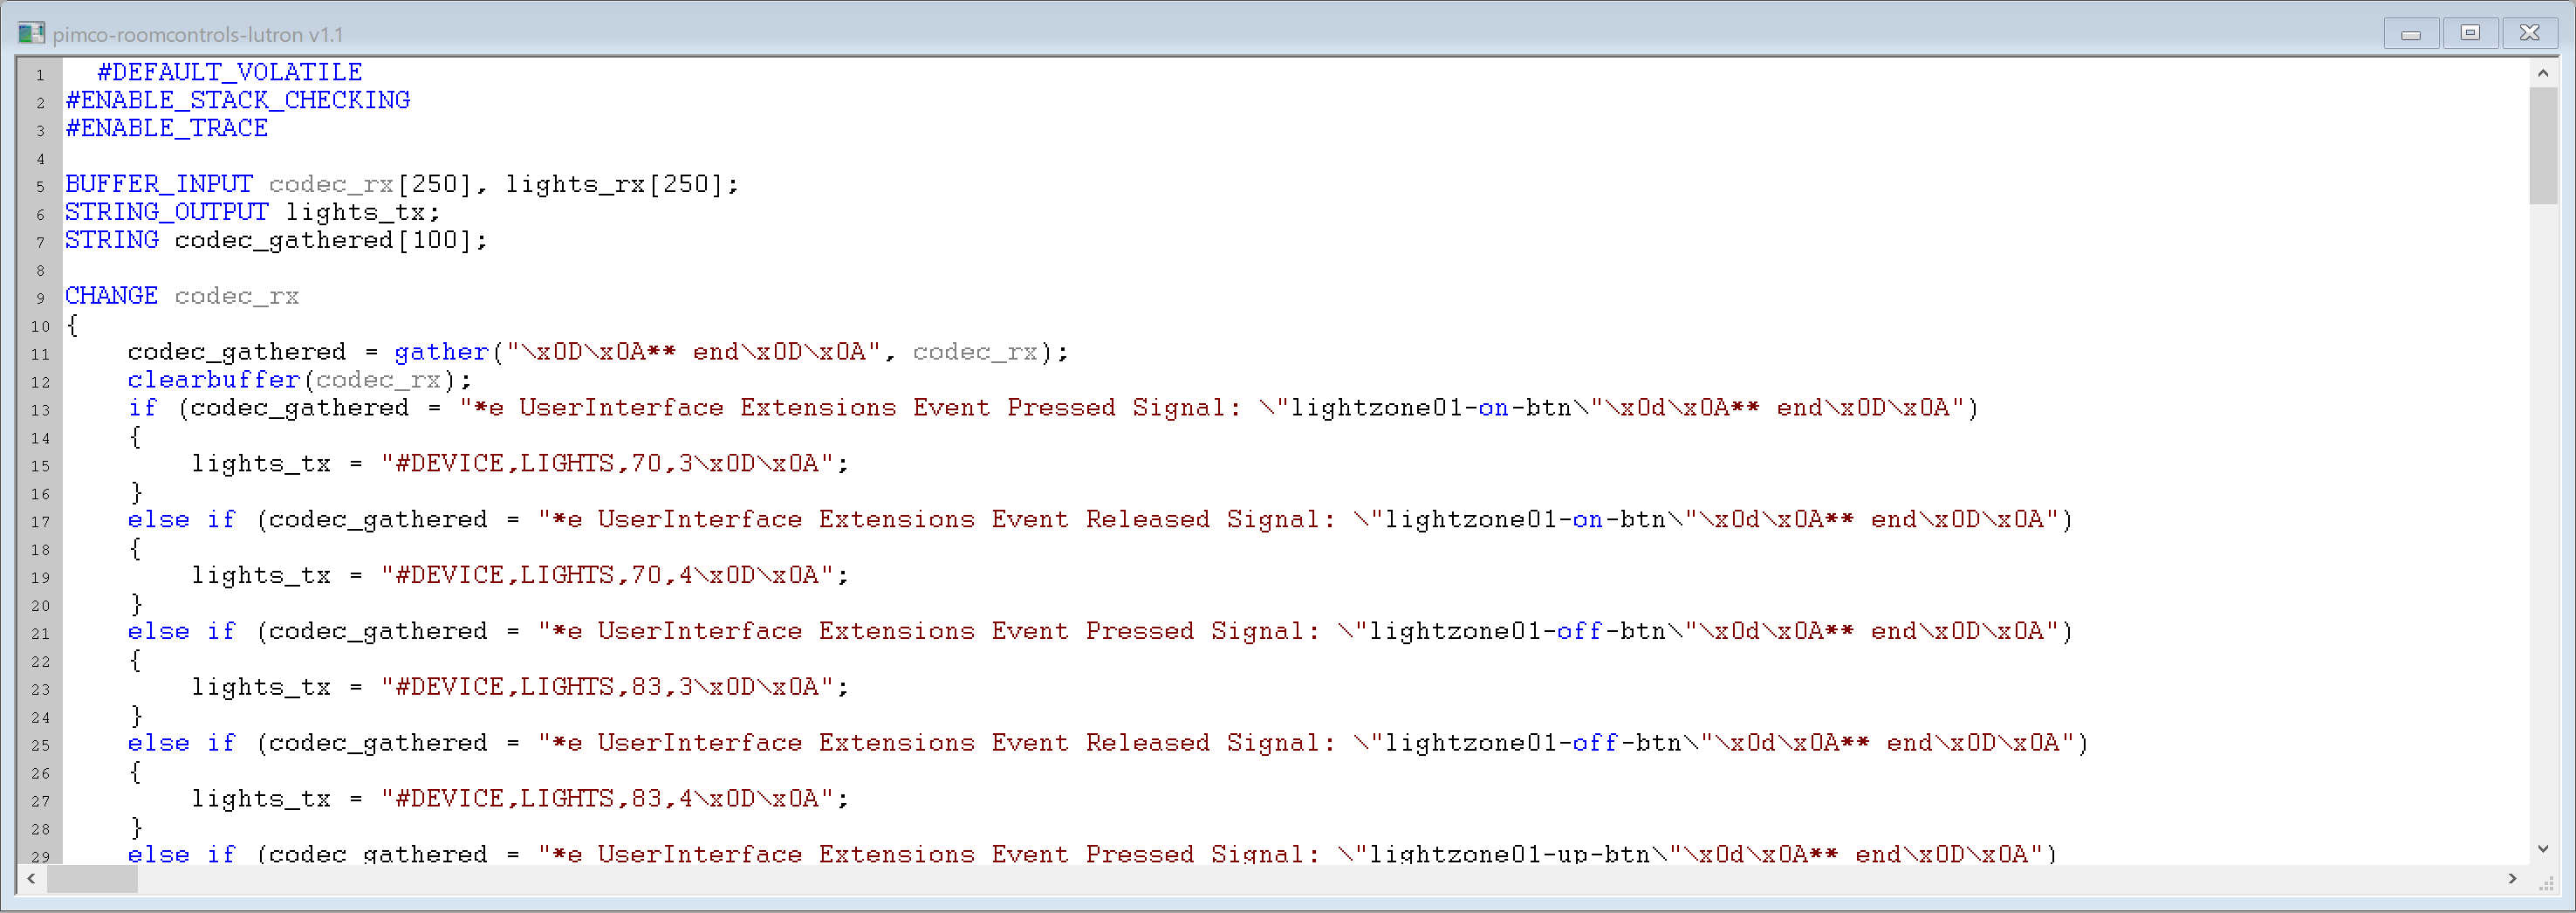 pimco-roomcontrols-lutron v1.1
1 #DEFAULT_VOLATILE
2 #ENABLE_STACK_CHECKING
3 #ENABLE_TRACE
4
5 BUFFER_INPUT codec_rx[250], lights_rx[250];
6 STRING_OUTPUT lights_tx;
7 STRING codec_gathered[100];
8
9 CHANGE codec_rx
10 {
11 codec_gathered = gather("\x0D\x0A** end\x0D\x0A", codec_rx);
12 clearbuffer(codec_rx);
13 if (codec_gathered = "*e UserInterface Extensions Event Pressed Signal: \"lightzone01-on-btn\"\x0d\x0A** end\x0D\x0A")
14 {
15 lights_tx = "#DEVICE,LIGHTS,70,3\x0D\x0A";
16 }
17 else if (codec_gathered = "*e UserInterface Extensions Event Released Signal: \"lightzone01-on-btn\"\x0d\x0A** end\x0D\x0A")
18 {
19 lights_tx = "#DEVICE,LIGHTS,70,4\x0D\x0A";
20 }
21 else if (codec_gathered = "*e UserInterface Extensions Event Pressed Signal: \"lightzone01-off-btn\"\x0d\x0A** end\x0D\x0A")
22 {
23 lights_tx = "#DEVICE,LIGHTS,83,3\x0D\x0A";
24 }
25 else if (codec_gathered = "*e UserInterface Extensions Event Released Signal: \"lightzone01-off-btn\"\x0d\x0A** end\x0D\x0A")
26 {
27 lights_tx = "#DEVICE,LIGHTS,83,4\x0D\x0A";
28 }
29 else if (codec_gathered = "*e UserInterface Extensions Event Pressed Signal: \"lightzone01-up-btn\"\x0d\x0A** end\x0D\x0A")